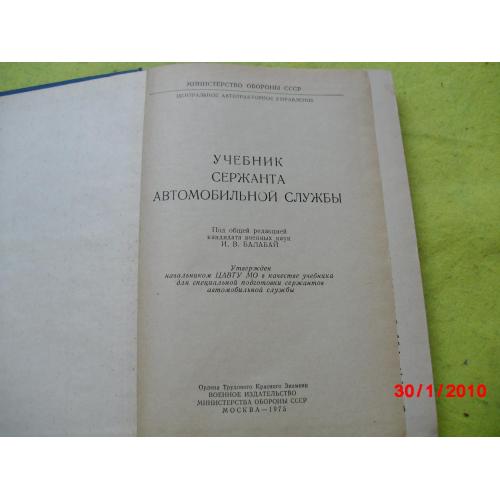 МИНИСТЕРСТВО ОБОРОНЫ СССР
ЦЕНТРАЛЬНОЕ АВТОТРАКТОРНОЕ УПРАВЛЕНИЕ
УЧЕБНИК
СЕРЖАНТА
АВТОМОБИЛЬНОЙ СЛУЖБЫ
Под общей редакцией
кандидата военных наук
И. В. БАЛАБАЙ
Утвержден
начальником ЦАВТУ МО в качестве учебника
для специальной подготовки сержантов
автомобильной службы
Ордена Трудового Красного Знамени
ВОЕННОЕ ИЗДАТЕЛЬСТВО
МИНИСТЕРСТВА ОБОРОНЫ СССР
МОСКВА — 1975
30/1/2010